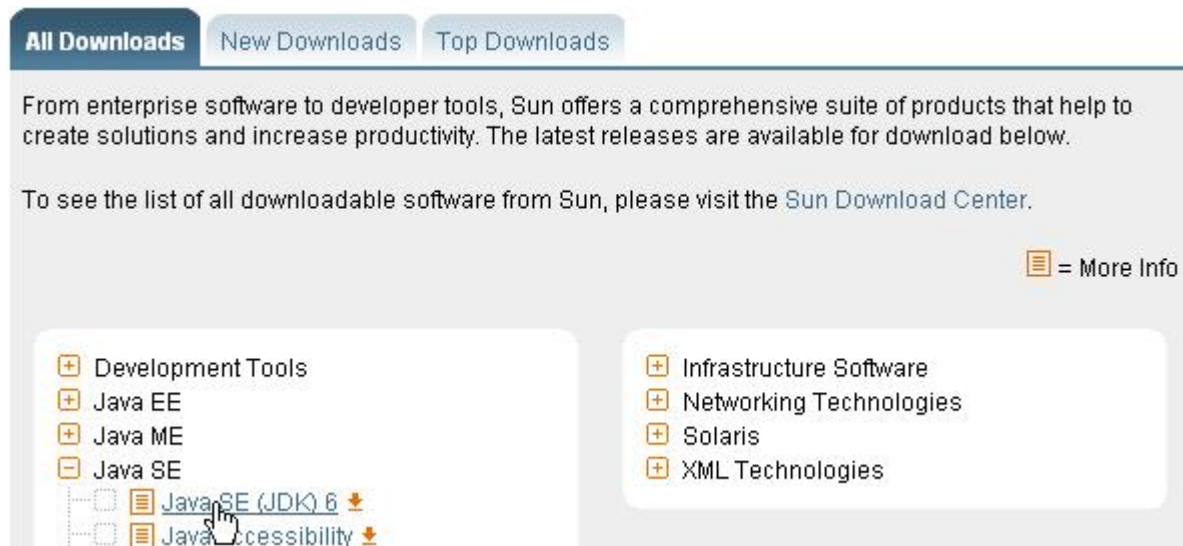 All Downloads New Downloads Top Downloads
From enterprise software to developer tools, Sun offers a comprehensive suite of products that help to
create solutions and increase productivity. The latest releases are available for download below.
To see the list of all downloadable software from Sun, please visit the Sun Download Center.
= More Info
Development Tools
Java EE
Java ME
Java SE
Java SE (JDK) 6
Java Accessibility
Infrastructure Software
Networking Technologies
Solaris
XML Technologies